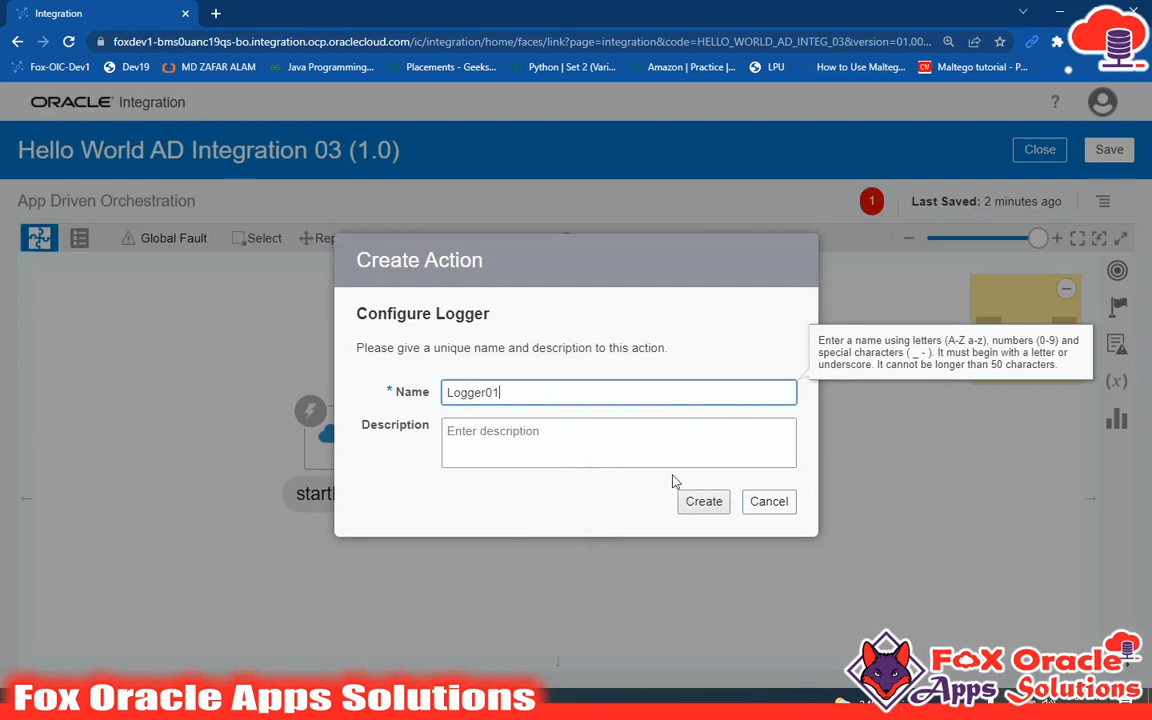 Integration
foxdev1-bms0uanc19qs-bo.integration.ocp.oraclecloud.com/ic/integration/home/faces/link?page=integration&code=HELLO_WORLD_AD_INTEG_03&version=01.00...
Fox-OIC-Dev1 Dev19 MD ZAFAR ALAM Java Programming... Placements - Geeks... Python | Set 2 (Vari... Amazon | Practice |... LPU How to Use Malteg... CW Maltego tutorial - P...
ORACLE Integration
?
Hello World AD Integration 03 (1.0)
Close
Save
App Driven Orchestration
1
Last Saved: 2 minutes ago
Global Fault
Select
Rep
Create Action
Configure Logger
Please give a unique name and description to this action.
Enter a name using letters (A-Z a-z), numbers (0-9) and
special characters ( _ - ). It must begin with a letter or
underscore. It cannot be longer than 50 characters.
* Name
Logger01
Description
Enter description
(x)
startI
Create
Cancel
Fox Oracle Apps Solutions
FOX Oracle
Apps Solutions